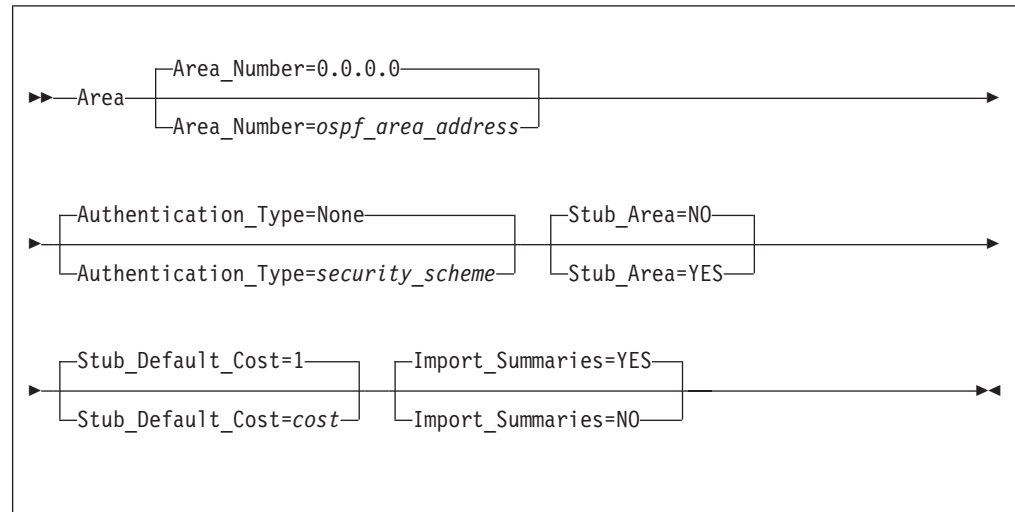 Area_Number=0.0.0.0
Area
Area_Number=ospf_area_address
Authentication_Type=None Stub_Area=NO
Authentication_Type=security_scheme Stub_Area=YES
Stub_Default_Cost=1 Import_Summaries=YES
Stub_Default_Cost=cost Import_Summaries=NO